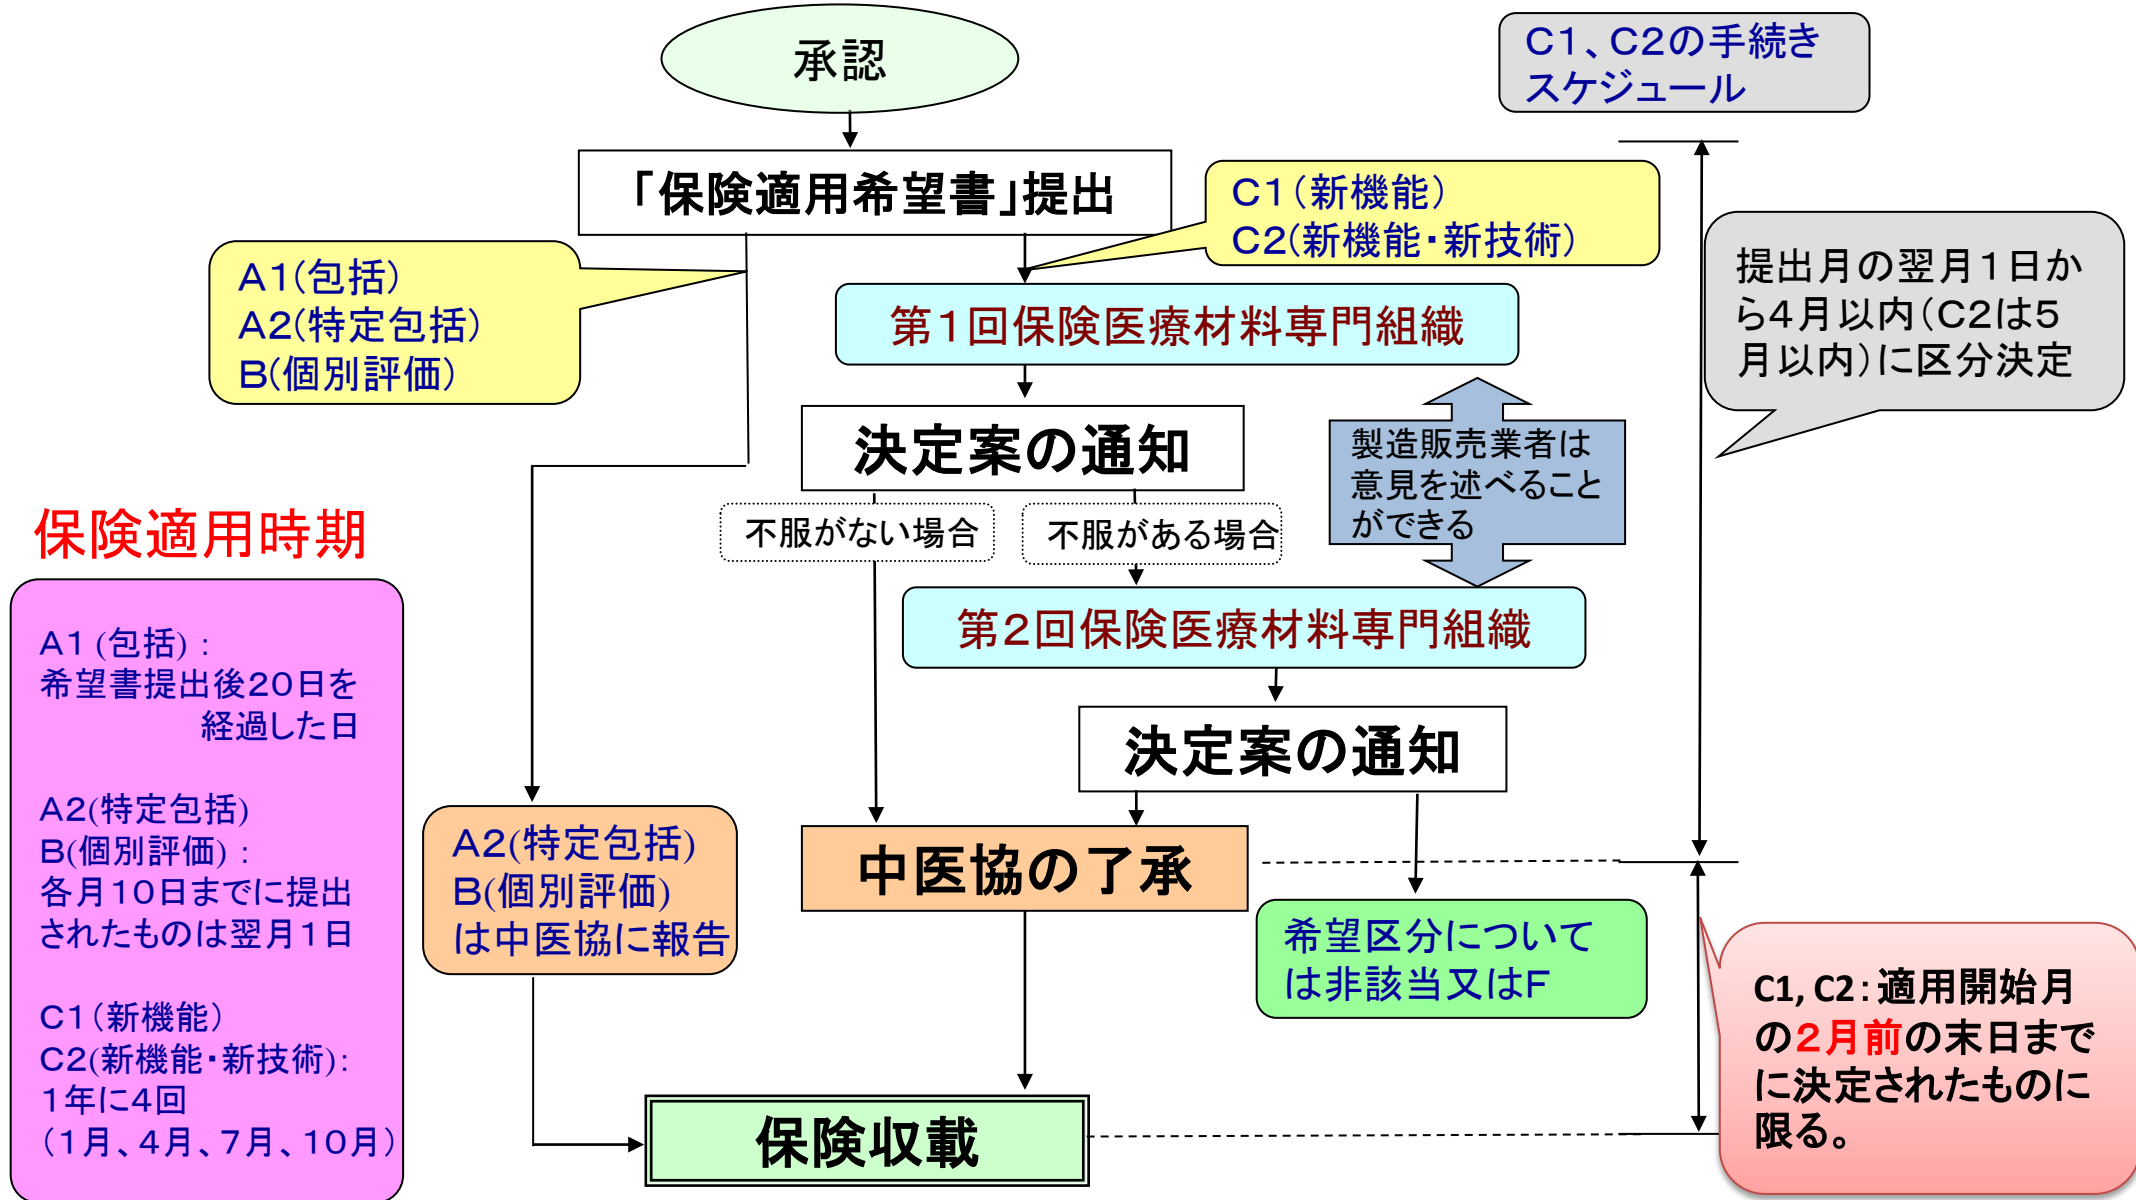 承認
C1、C2の手続き
スケジュール
「保険適用希望書」提出
C1(新機能)
C2(新機能・新技術)
A1(包括)
A2(特定包括)
B(個別評価)
提出月の翌月1日か
ら4月以内(C2は5
月以内)に区分決定
第1回保険医療材料専門組織
決定案の通知
製造販売業者は
意見を述べること
ができる
不服がない場合
不服がある場合
保険適用時期
第2回保険医療材料専門組織
A1(包括):
希望書提出後20日を
経過した日
A2(特定包括)
B(個別評価):
各月10日までに提出
されたものは翌月1日
C1(新機能)
C2(新機能・新技術):
1年に4回
(1月、4月、7月、10月)
決定案の通知
A2(特定包括)
B(個別評価)
は中医協に報告
中医協の了承
希望区分について
は非該当又はF
C1, C2:適用開始月
の2月前の末日まで
に決定されたものに
限る。
保険収載